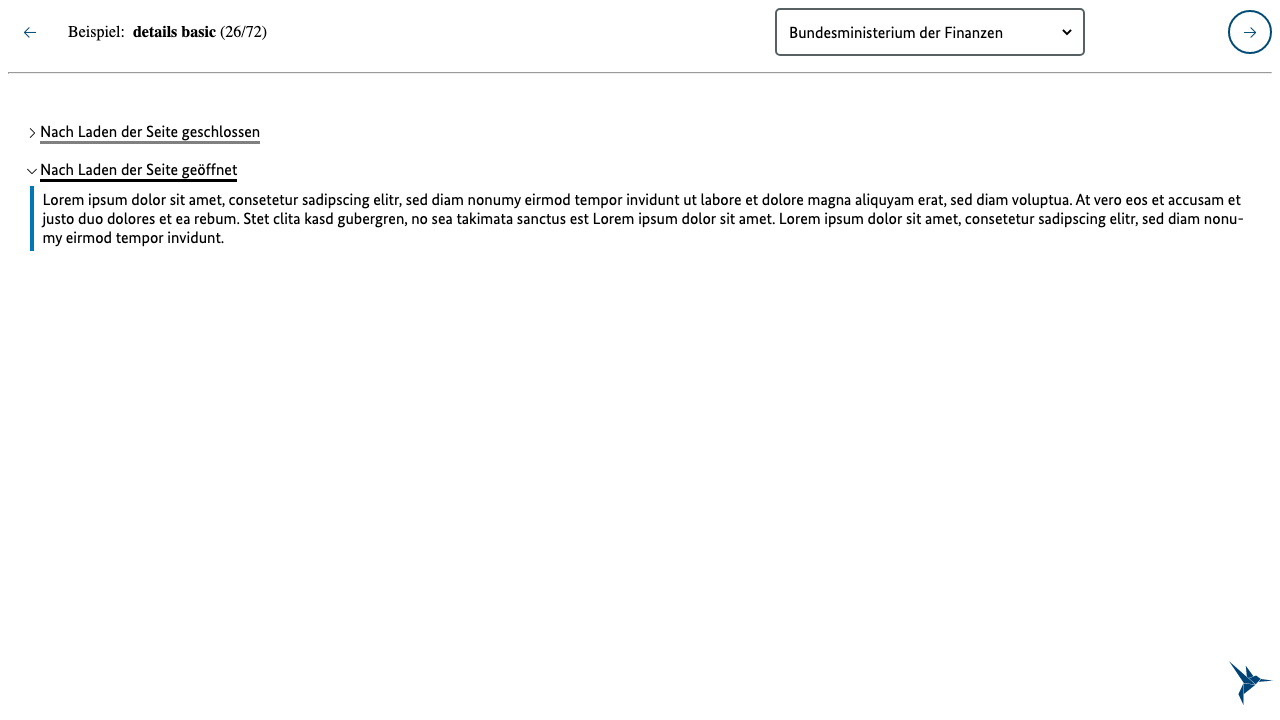 Beispiel: details basic (26/72)
Bundesministerium der Finanzen
Nach Laden der Seite geschlossen
Nach Laden der Seite geöffnet
Lorem ipsum dolor sit amet, consetetur sadipscing elitr, sed diam nonumy eirmod tempor invidunt ut labore et dolore magna aliquyam erat, sed diam voluptua. At vero eos et accusam et
justo duo dolores et ea rebum. Stet clita kasd gubergren, no sea takimata sanctus est Lorem ipsum dolor sit amet. Lorem ipsum dolor sit amet, consetetur sadipscing elitr, sed diam nonu-
my eirmod tempor invidunt.